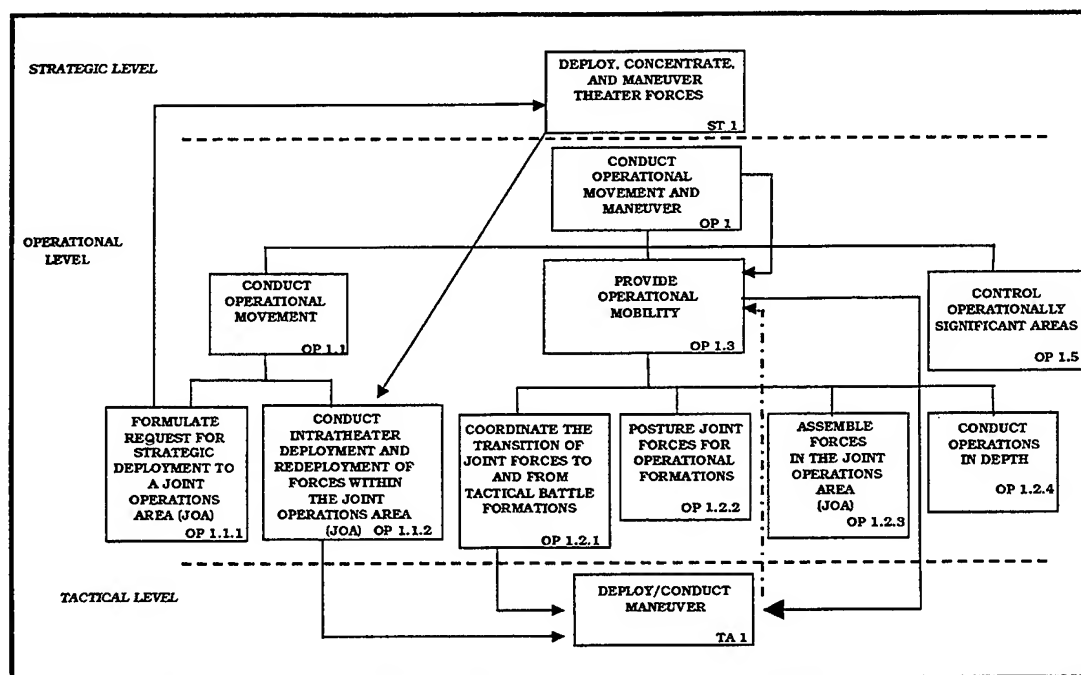 STRATEGIC LEVEL
DEPLOY, CONCENTRATE,
AND MANEUVER
THEATER FORCES
ST 1
CONDUCT
OPERATIONAL
MOVEMENT AND
MANEUVER
OP 1
OPERATIONAL
LEVEL
CONDUCT
OPERATIONAL
MOVEMENT
OP 1.1
PROVIDE
OPERATIONAL
MOBILITY
OP 1.3
CONTROL
OPERATIONALLY
SIGNIFICANT AREAS
OP 1.5
FORMULATE
REQUEST FOR
STRATEGIC
DEPLOYMENT TO
A JOINT
OPERATIONS
AREA (JOA)
OP 1.1.1
CONDUCT
INTRATHEATER
DEPLOYMENT AND
REDEPLOYMENT OF
FORCES WITHIN
THE JOINT
OPERATIONS AREA
(JOA) OP 1.1.2
COORDINATE THE
TRANSITION OF
JOINT FORCES TO
AND FROM
TACTICAL BATTLE
FORMATIONS
OP 1.2.1
POSTURE JOINT
FORCES FOR
OPERATIONAL
FORMATIONS
OP 1.2.2
ASSEMBLE
FORCES
IN THE JOINT
OPERATIONS
AREA
(JOA)
OP 1.2.3
CONDUCT
OPERATIONS
IN DEPTH
OP 1.2.4
TACTICAL LEVEL
DEPLOY/CONDUCT
MANEUVER
TA 1